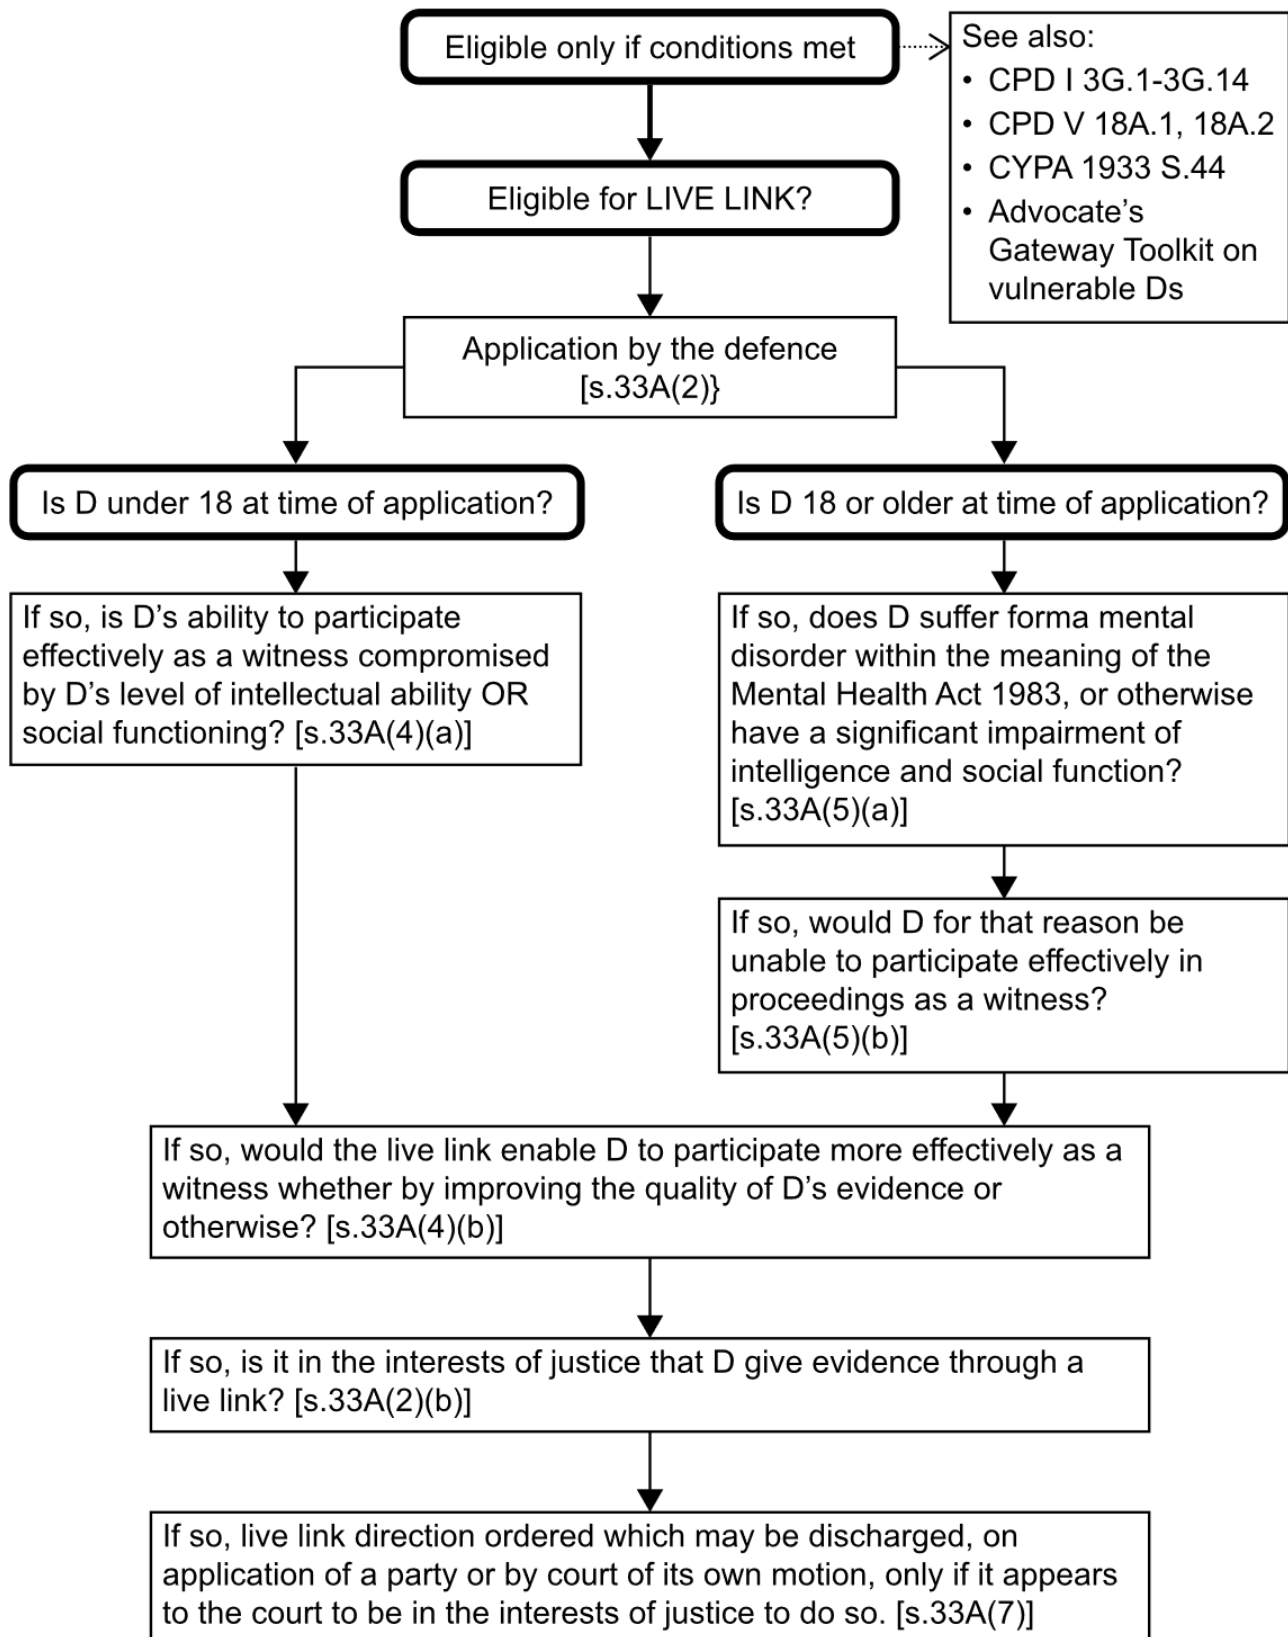 Eligible only if conditions met
See also:
• CPD I 3G.1-3G.14
• CPD V 18A.1, 18A.2
• CYPA 1933 S.44
• Advocate’s
Gateway Toolkit on
vulnerable Ds
Eligible for LIVE LINK?
Application by the defence
[s.33A(2)}
Is D under 18 at time of application?
Is D 18 or older at time of application?
If so, is D’s ability to participate
effectively as a witness compromised
by D’s level of intellectual ability OR
social functioning? [s.33A(4)(a)]
If so, does D suffer forma mental
disorder within the meaning of the
Mental Health Act 1983, or otherwise
have a significant impairment of
intelligence and social function?
[s.33A(5)(a)]
If so, would D for that reason be
unable to participate effectively in
proceedings as a witness?
[s.33A(5)(b)]
If so, would the live link enable D to participate more effectively as a
witness whether by improving the quality of D’s evidence or
otherwise? [s.33A(4)(b)]
If so, is it in the interests of justice that D give evidence through a
live link? [s.33A(2)(b)]
If so, live link direction ordered which may be discharged, on
application of a party or by court of its own motion, only if it appears
to the court to be in the interests of justice to do so. [s.33A(7)]